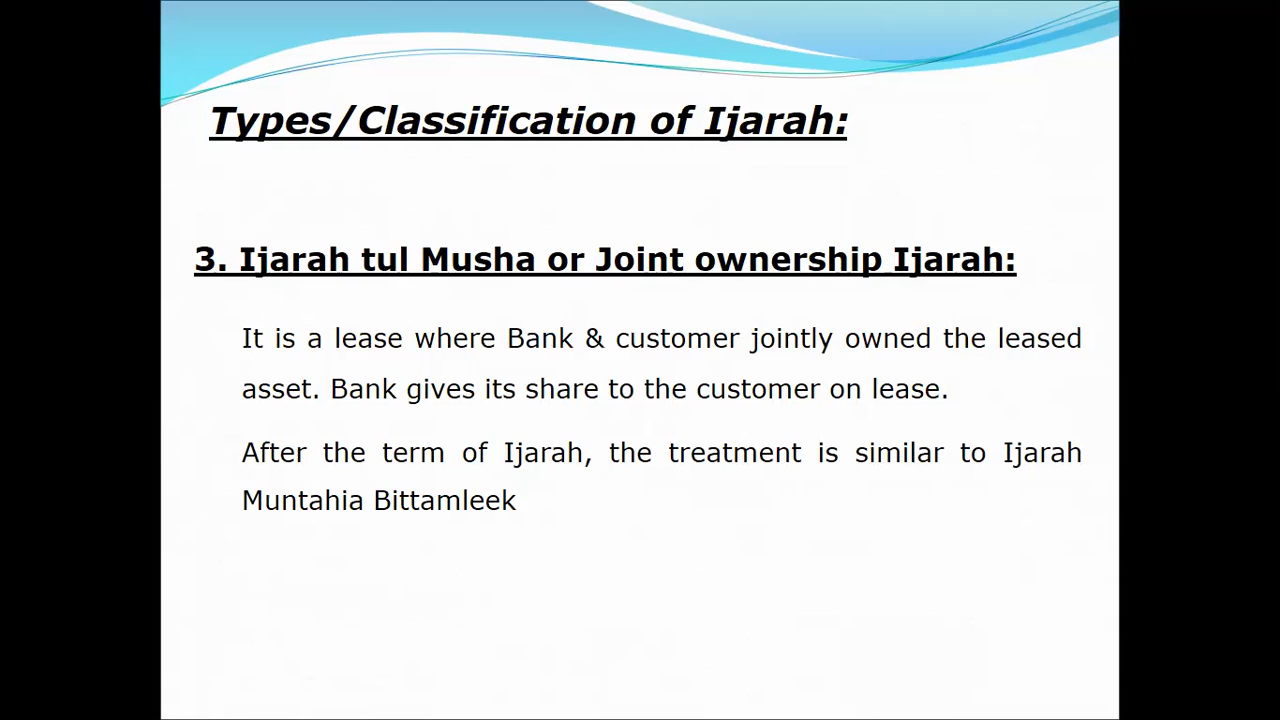 Types/Classification of Ijarah:
3. Ijarah tul Musha or Joint ownership Ijarah:
It is a lease where Bank & customer jointly owned the leased
asset. Bank gives its share to the customer on lease.
After the term of Ijarah, the treatment is similar to Ijarah
Muntahia Bittamleek